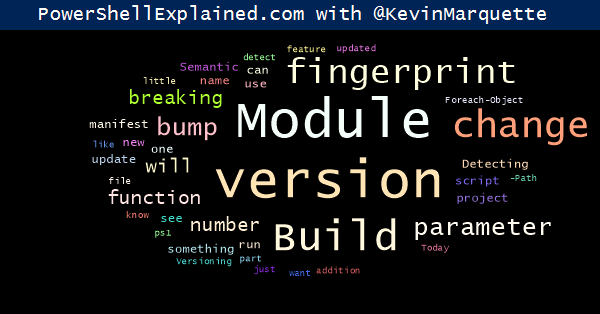 PowerShellExplained.com with @KevinMarquette
feature updated
detect
Semantic can fingerprint
little name use
breaking Foreach-Object
manifest bump Module change
like new one
update will Detecting
file version script -Path
function project
know see number parameter
ps1 Build
something run Today
Versioning part
just want addition